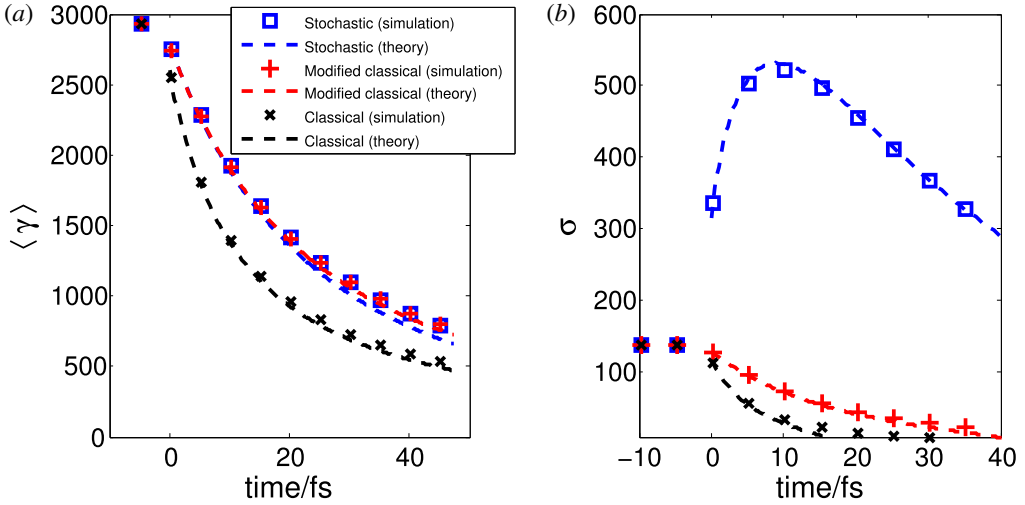 (a)
3000
2500
2000
1500
1000
500
0
⟨γ⟩
0 20 40
time/fs
Stochastic (simulation)
Stochastic (theory)
Modified classical (simulation)
Modified classical (theory)
Classical (simulation)
Classical (theory)
(b)
600
500
400
300
200
100
σ
−10 0 10 20 30 40
time/fs